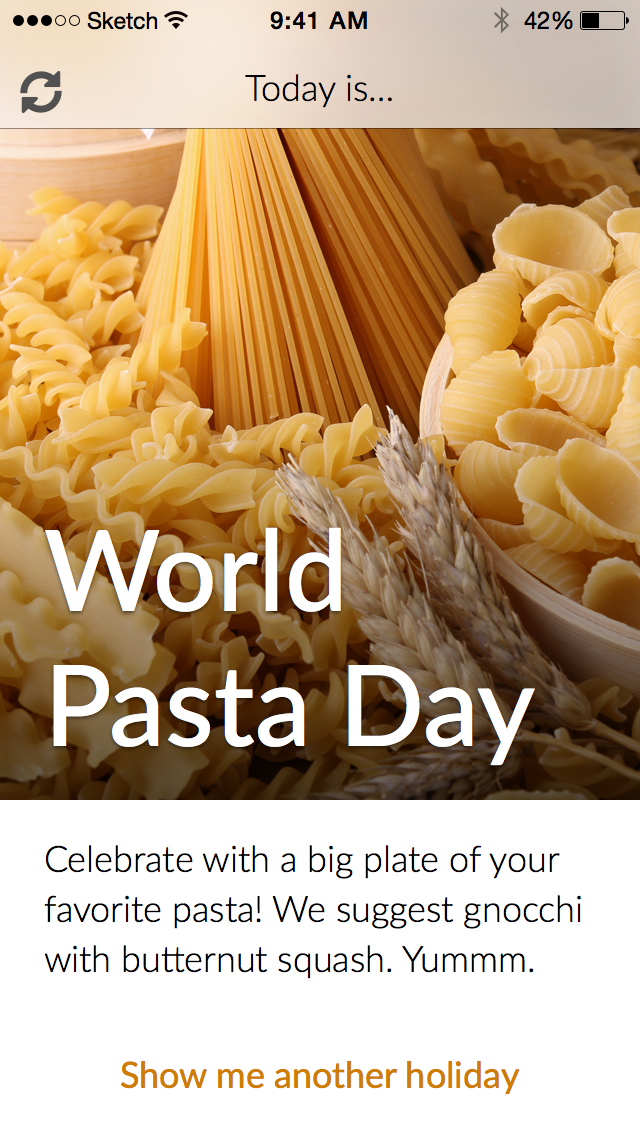 Sketch 9:41 AM 42%
Today is...
World
Pasta Day
Celebrate with a big plate of your
favorite pasta! We suggest gnocchi
with butternut squash. Yummm.
Show me another holiday